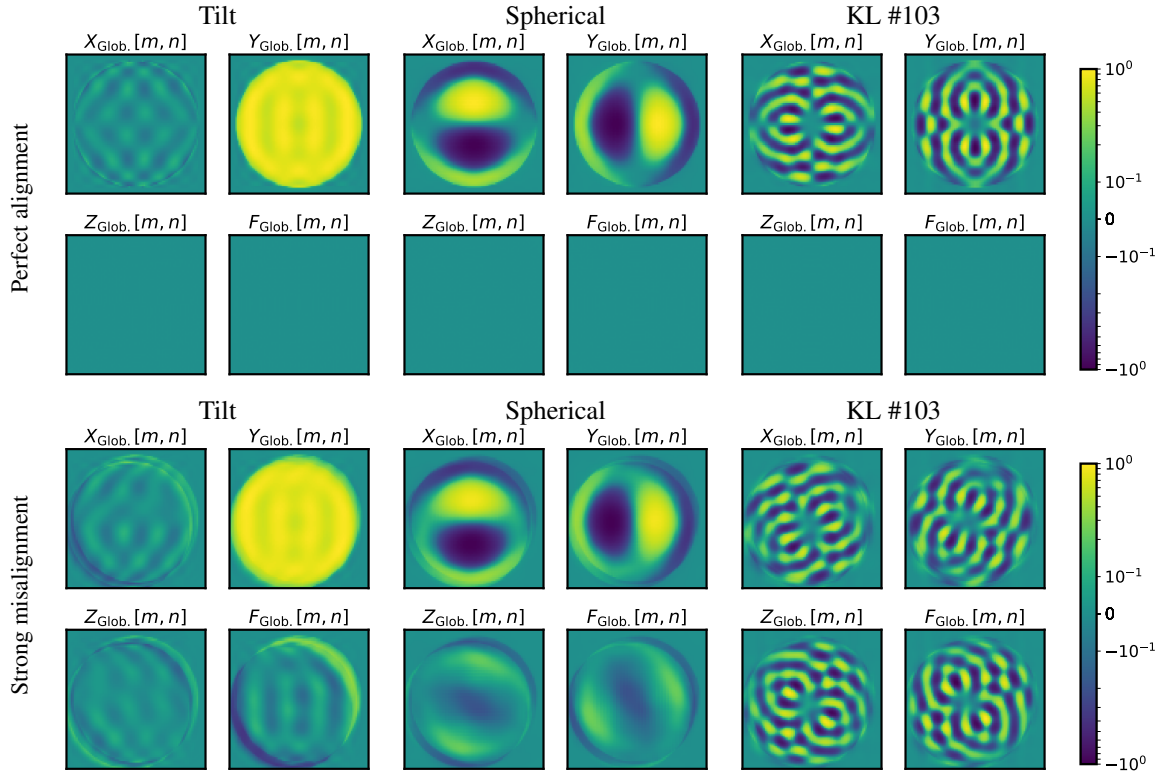 Tilt Spherical KL #103
X_Glob. [m, n] Y_Glob. [m, n] X_Glob. [m, n] Y_Glob. [m, n] X_Glob. [m, n] Y_Glob. [m, n]
Perfect alignment
10^0
10^-1
0
−10^-1
−10^0
Z_Glob. [m, n] F_Glob. [m, n] Z_Glob. [m, n] F_Glob. [m, n] Z_Glob. [m, n] F_Glob. [m, n]
Tilt Spherical KL #103
X_Glob. [m, n] Y_Glob. [m, n] X_Glob. [m, n] Y_Glob. [m, n] X_Glob. [m, n] Y_Glob. [m, n]
Strong misalignment
10^0
10^-1
0
−10^-1
−10^0
Z_Glob. [m, n] F_Glob. [m, n] Z_Glob. [m, n] F_Glob. [m, n] Z_Glob. [m, n] F_Glob. [m, n]